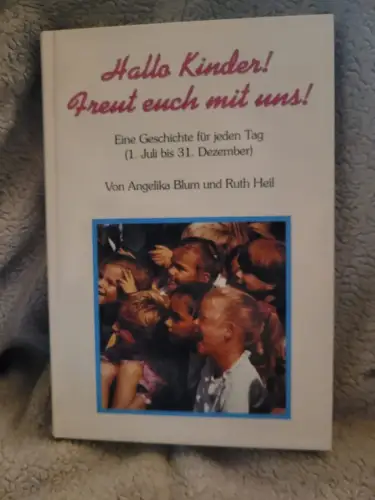 Hallo Kinder!
Freut euch mit uns!
Eine Geschichte für jeden Tag
(1. Juli bis 31. Dezember)
Von Angelika Blum und Ruth Heil